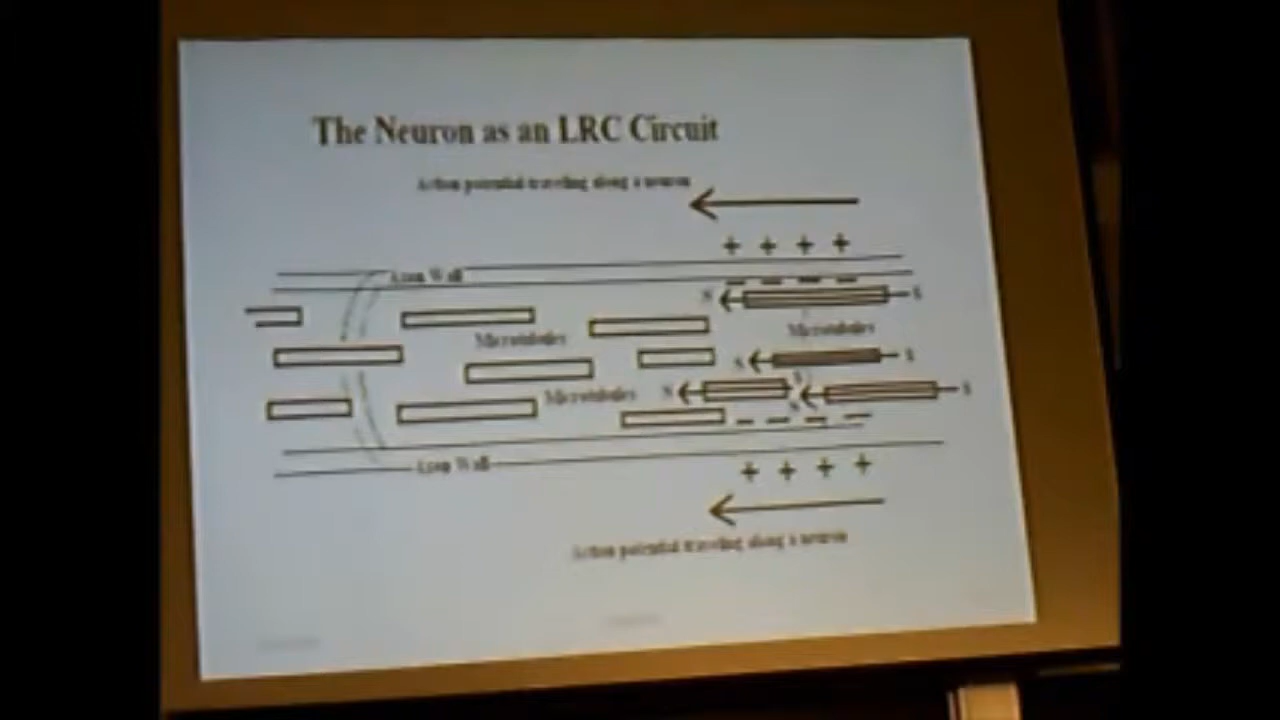 The Neuron as an LRC Circuit
Action potential traveling along a neuron
+ + + +
Axon Wall
N
S
Microtubules
Microtubules
N
S
Microtubules
N
S
N
S
Axon Wall
+ + + +
Action potential traveling along a neuron